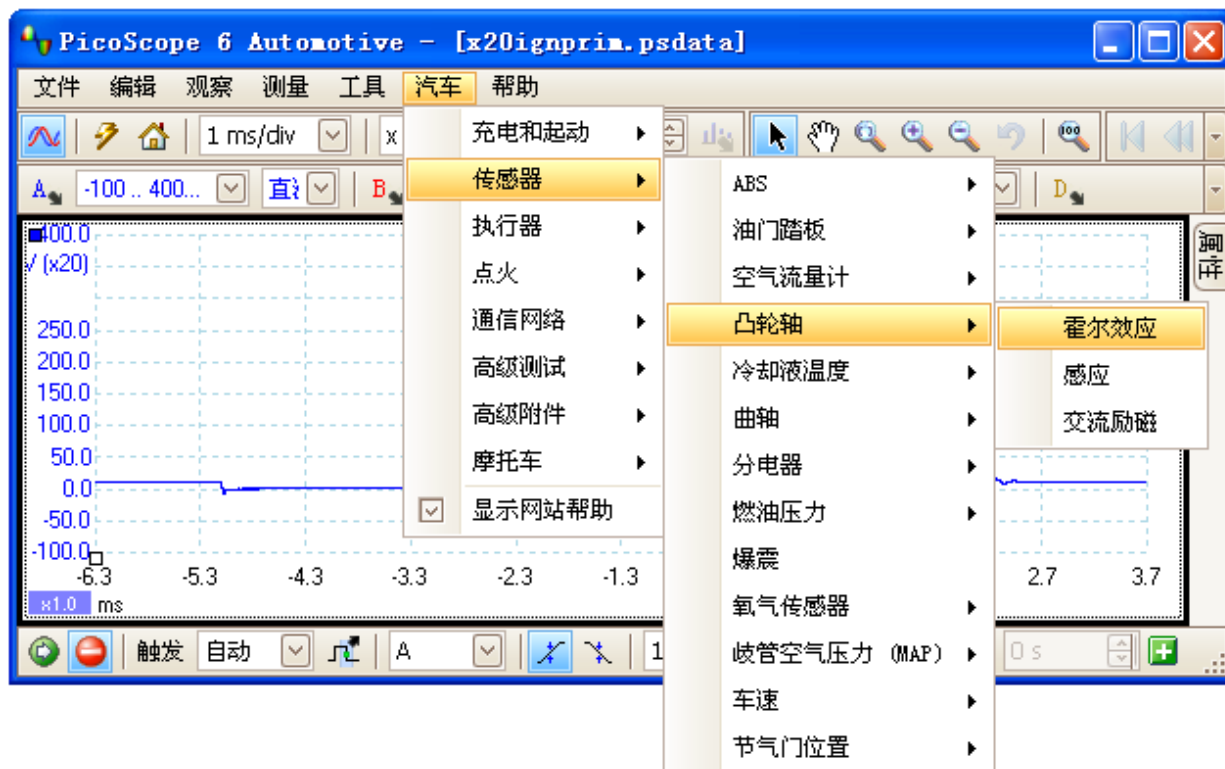 PicoScope 6 Automotive - [x20ignprim.psdata]
文件 编辑 观察 测量 工具 汽车 帮助
1 ms/div x
A -100 .. 400... 直 B D
充电和起动
传感器
执行器
点火
通信网络
高级测试
高级附件
摩托车
显示网站帮助
ABS
油门踏板
空气流量计
凸轮轴
冷却液温度
曲轴
分电器
燃油压力
爆震
氧气传感器
歧管空气压力 (MAP)
车速
节气门位置
霍尔效应
感应
交流励磁
属性
400.0
V (x20)
250.0
200.0
150.0
100.0
50.0
0.0
-50.0
-100.0
-6.3 -5.3 -4.3 -3.3 -2.3 -1.3 2.7 3.7
x1.0 ms
触发 自动 A 1 0 s